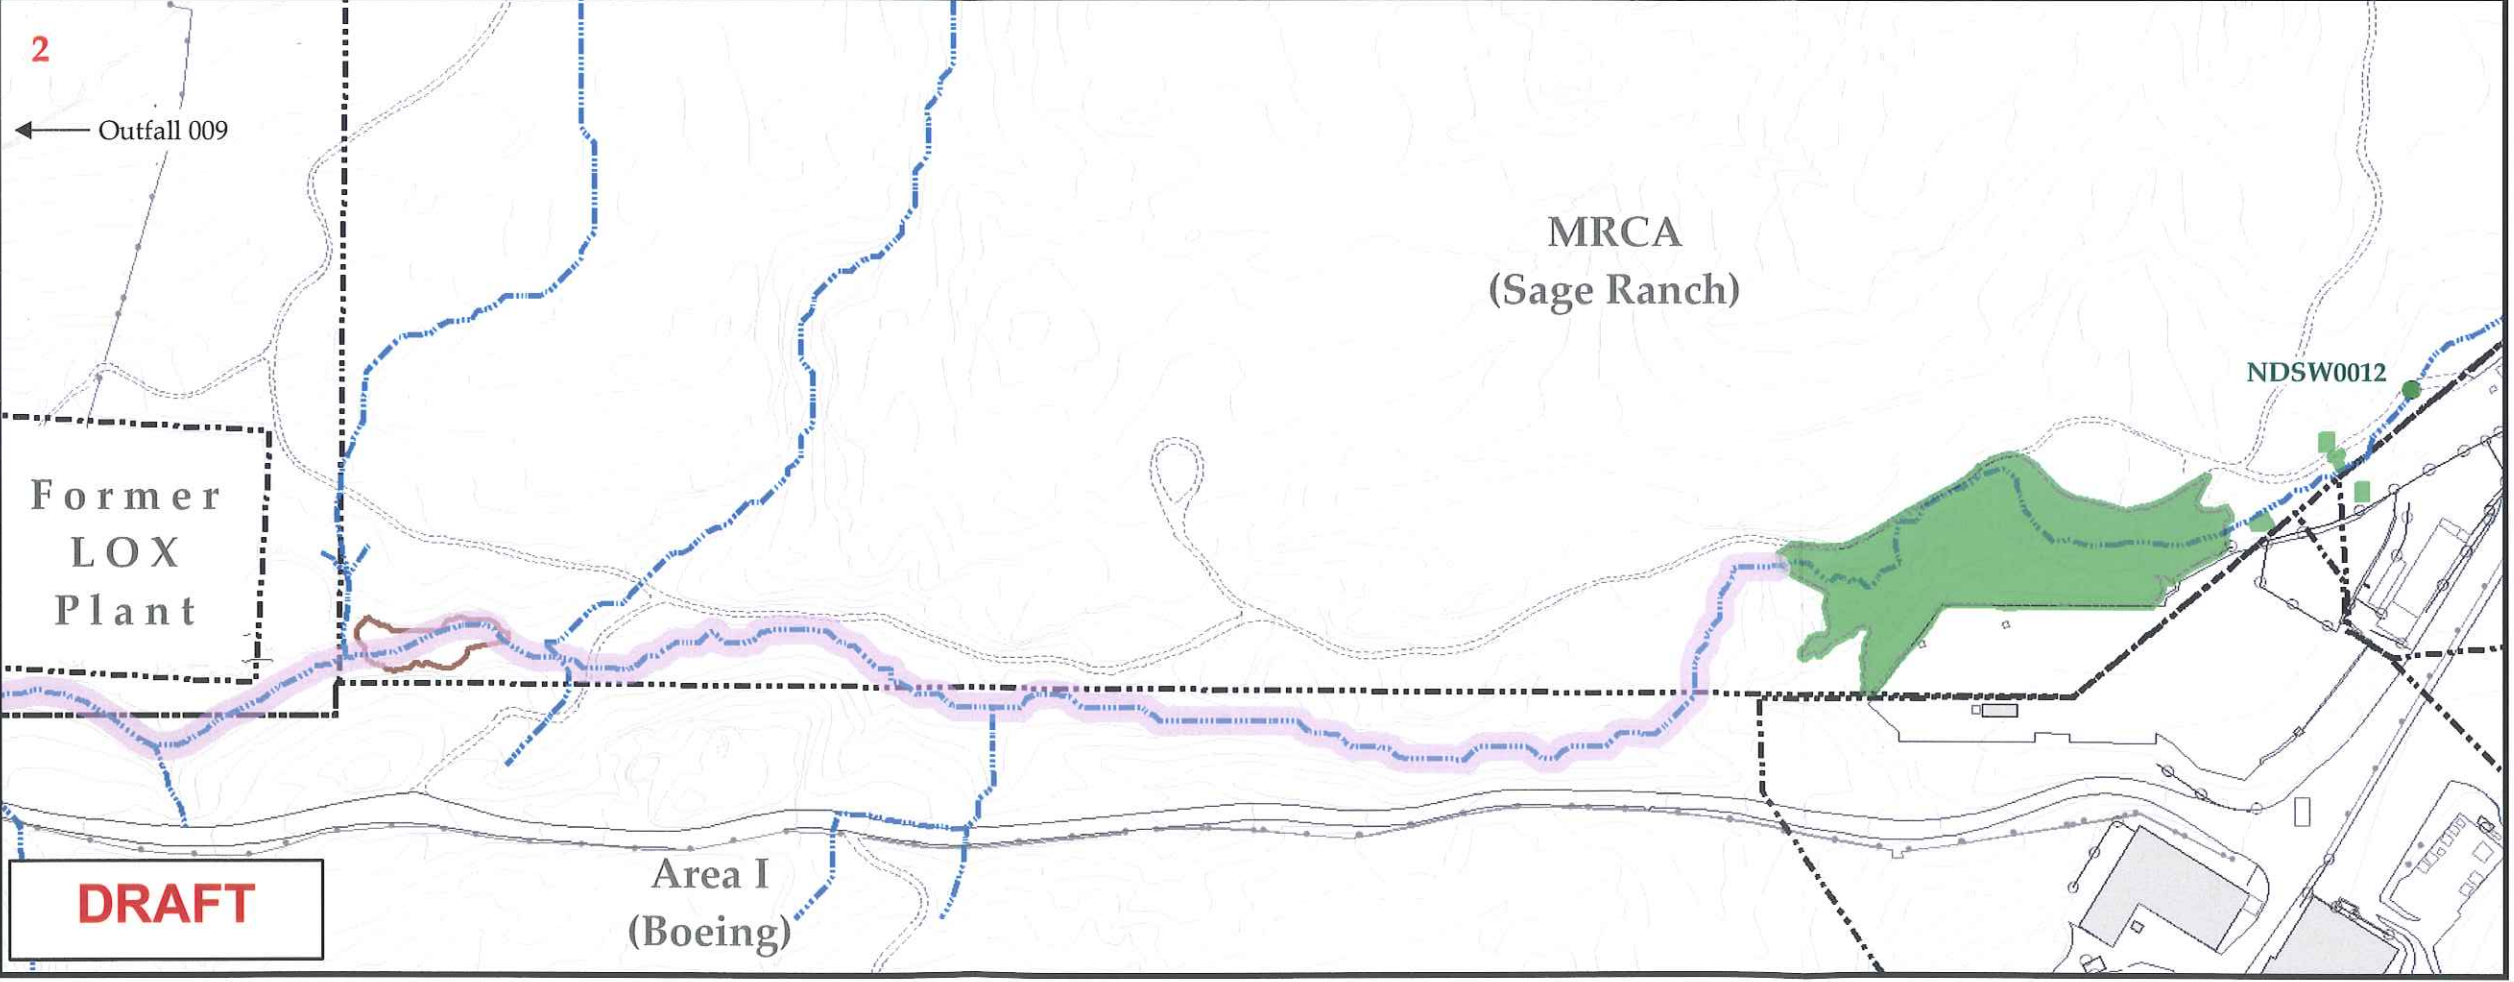 2
Outfall 009
MRCA
(Sage Ranch)
NDSW0012
Former
LOX
Plant
DRAFT
Area I
(Boeing)